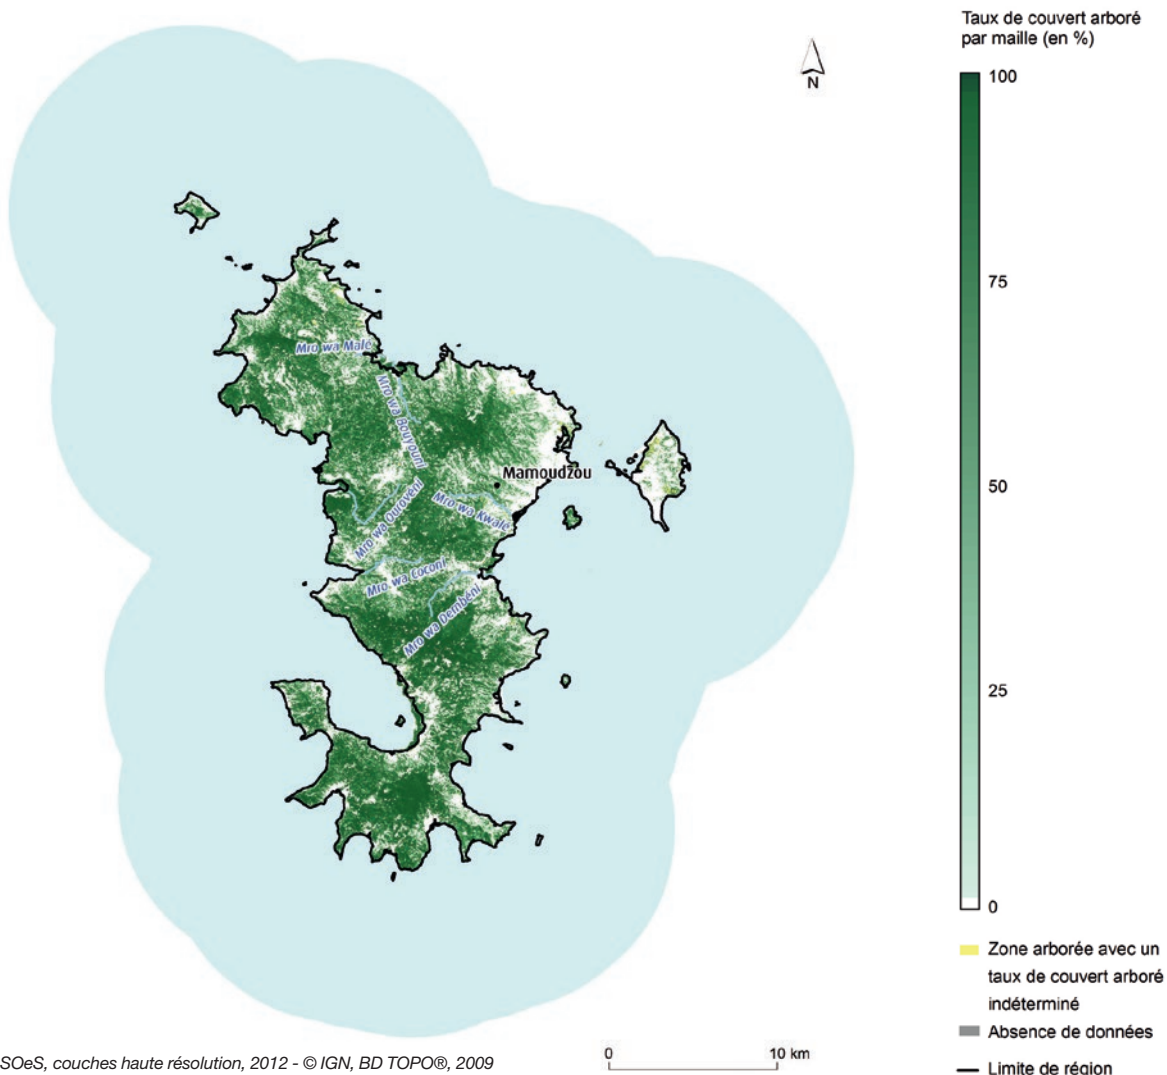 Taux de couvert arboré
par maille (en %)
N
100
75
50
25
0
Mro wa Malé
Mro wa Bouyouni
Mamoudzou
Mro wa Kwalé
Mro wa Ourovéni
Mro wa Coconi
Mro wa Dembéni
Zone arborée avec un
taux de couvert arboré
indéterminé
Absence de données
Limite de région
0 10 km
SOeS, couches haute résolution, 2012 - © IGN, BD TOPO®, 2009